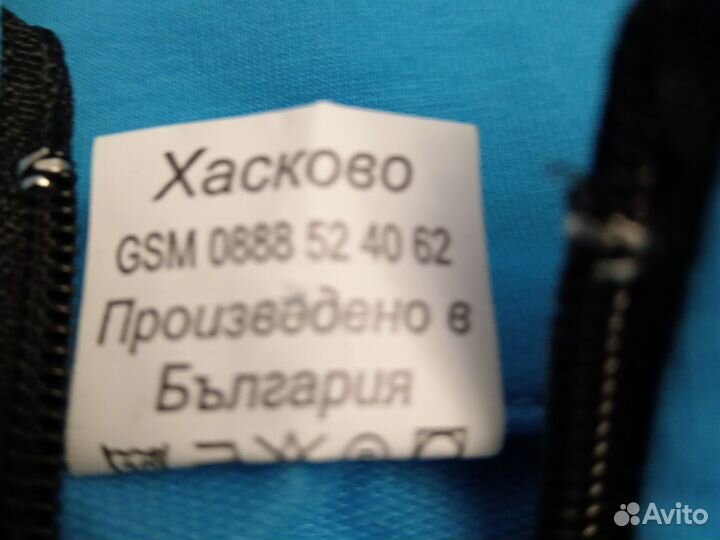 Хасково
GSM 0888 52 40 62
Произведено в
България
Avito